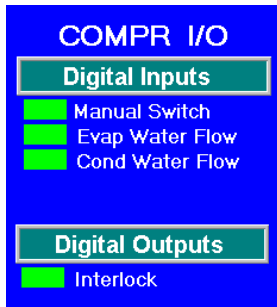 COMPR I/O
Digital Inputs
Manual Switch
Evap Water Flow
Cond Water Flow
Digital Outputs
Interlock